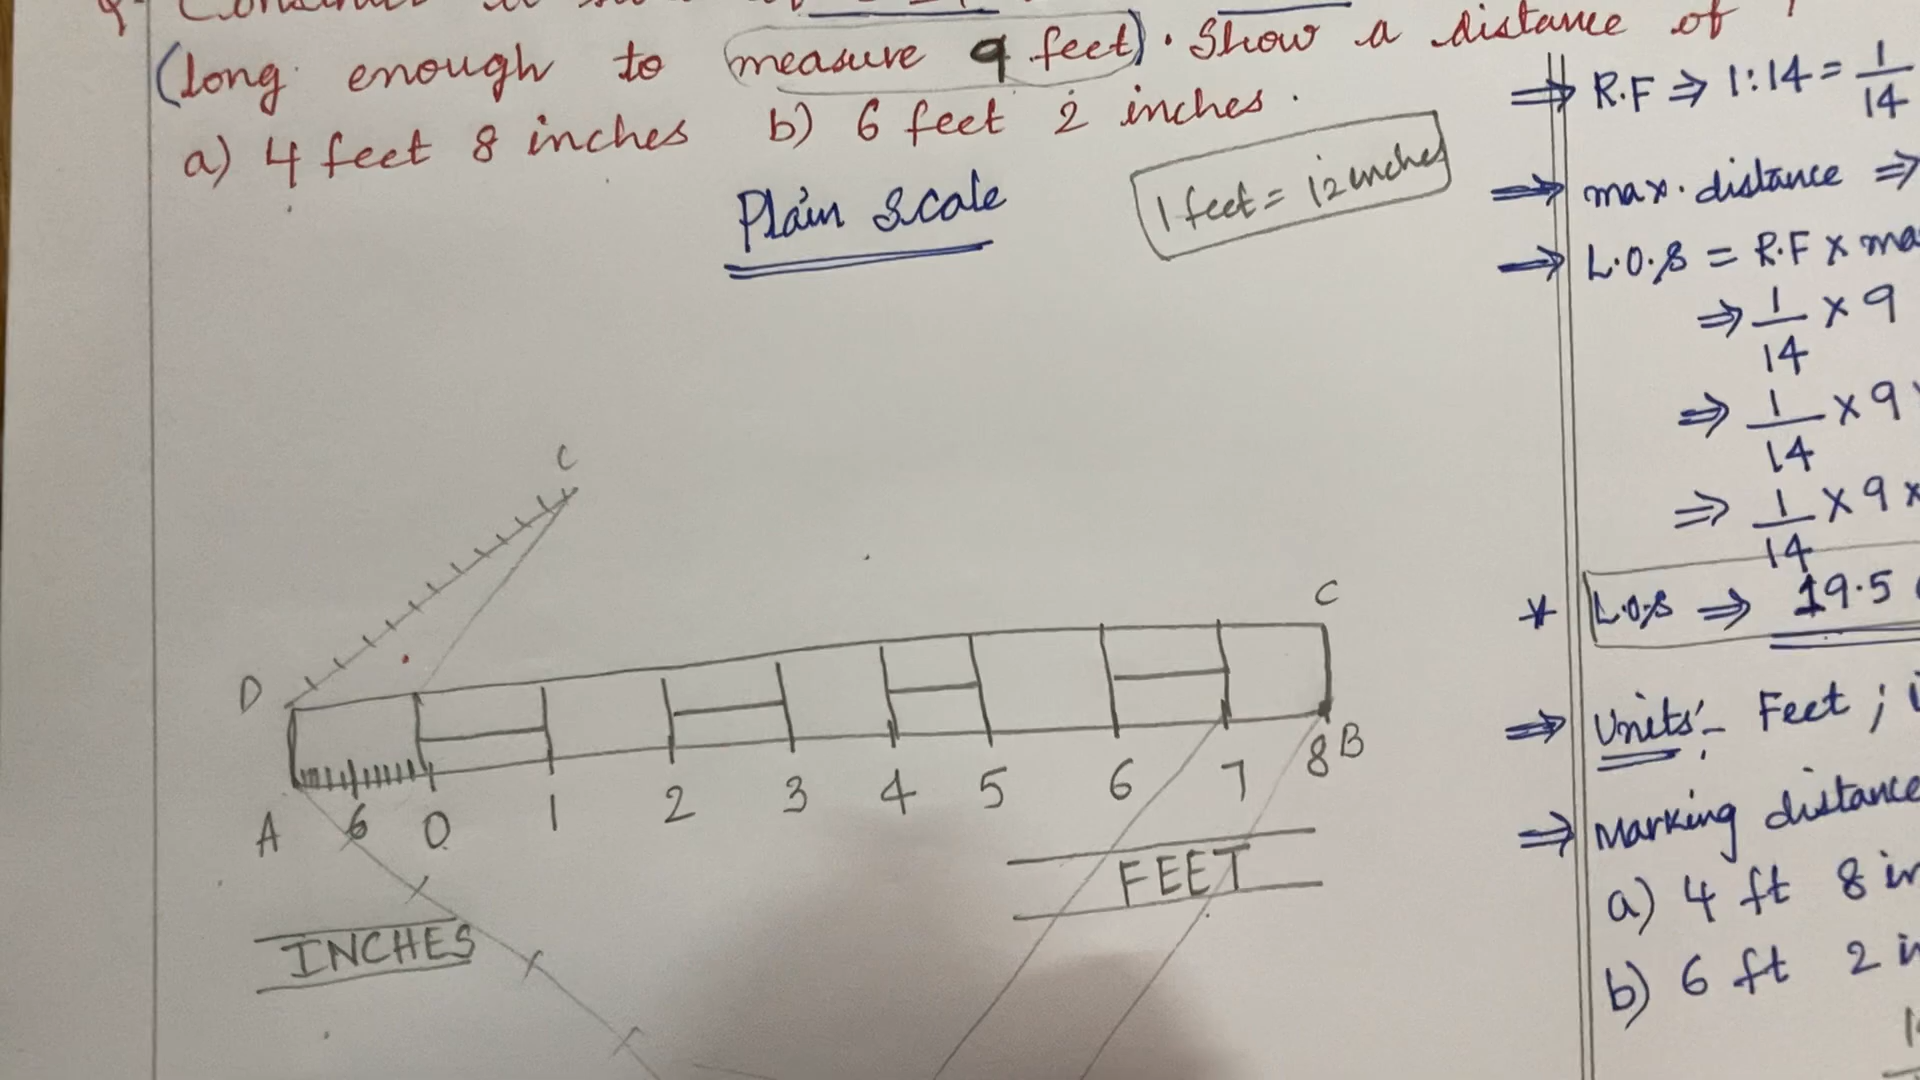 (long enough to measure 9 feet). Show a distance of
a) 4 feet 8 inches b) 6 feet 2 inches.
Plain scale
1 feet = 12 inches
C
D
C
A 6 0 1 2 3 4 5 6 7 8 B
INCHES
FEET
⇒ R.F ⇒ 1:14 = 1/14
⇒ max. distance ⇒
⇒ L.O.S = R.F x
⇒ 1/14 x 9
⇒ 1/14 x 9
⇒ 1/14 x 9 x
* L.O.S ⇒ 19.5
⇒ Units:- Feet ;
⇒ Marking distance
a) 4 ft 8
b) 6 ft 2